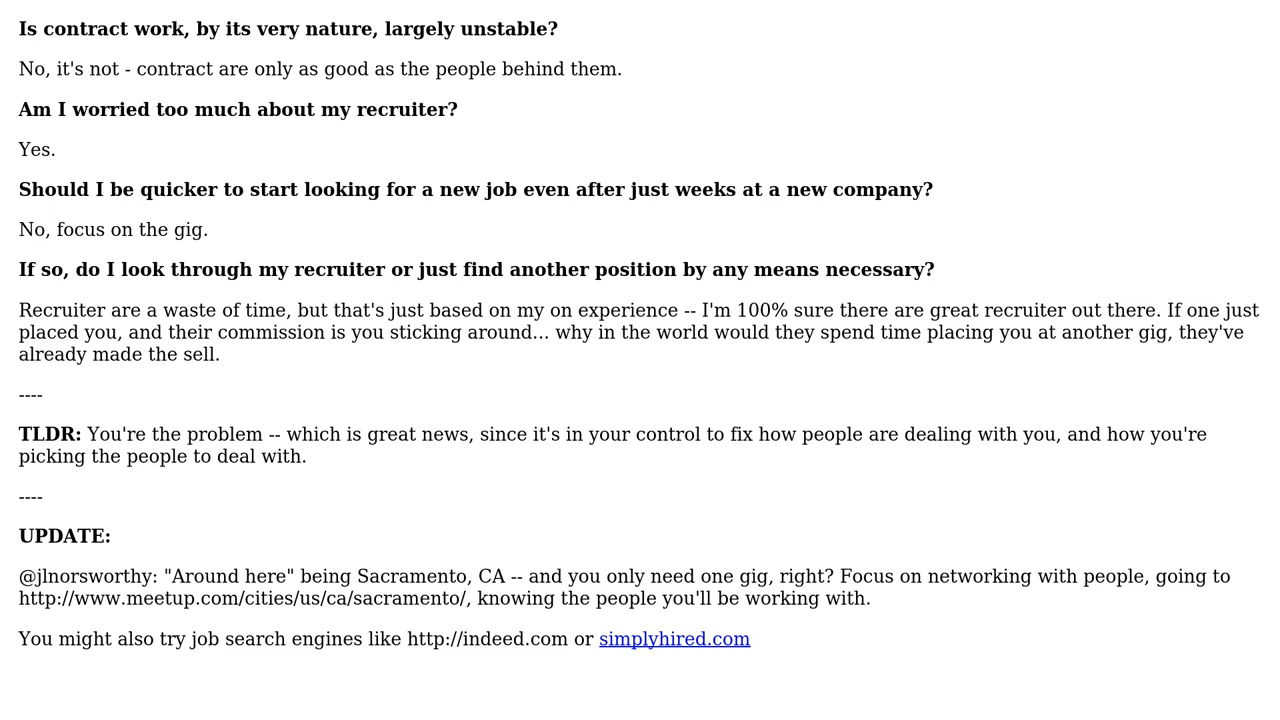 Is contract work, by its very nature, largely unstable?
No, it's not - contract are only as good as the people behind them.
Am I worried too much about my recruiter?
Yes.
Should I be quicker to start looking for a new job even after just weeks at a new company?
No, focus on the gig.
If so, do I look through my recruiter or just find another position by any means necessary?
Recruiter are a waste of time, but that's just based on my on experience -- I'm 100% sure there are great recruiter out there. If one just
placed you, and their commission is you sticking around... why in the world would they spend time placing you at another gig, they've
already made the sell.
----
TLDR: You're the problem -- which is great news, since it's in your control to fix how people are dealing with you, and how you're
picking the people to deal with.
----
UPDATE:
@jlnorsworthy: "Around here" being Sacramento, CA -- and you only need one gig, right? Focus on networking with people, going to
http://www.meetup.com/cities/us/ca/sacramento/, knowing the people you'll be working with.
You might also try job search engines like http://indeed.com or simplyhired.com